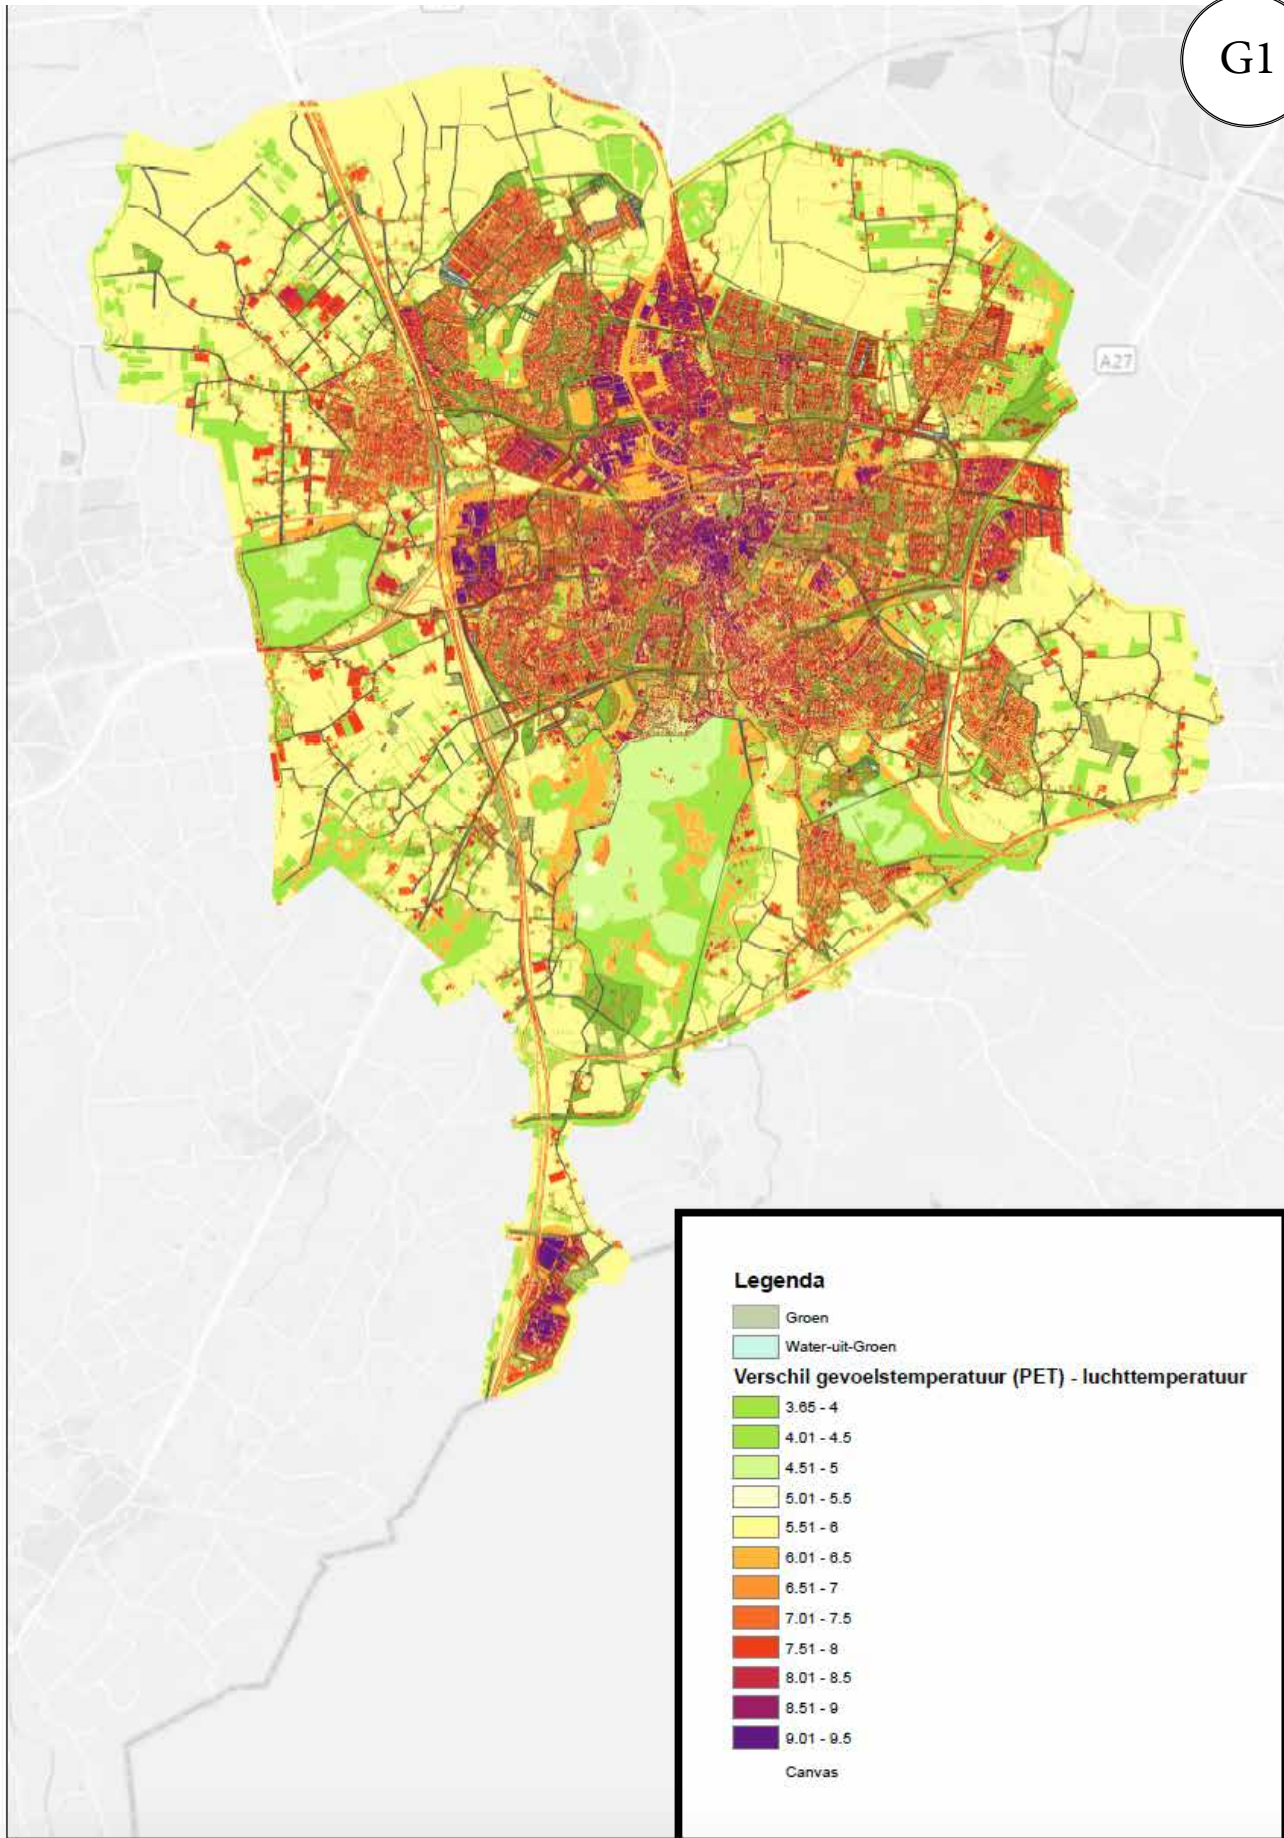 G1
A27
Legenda
Groen
Water-uit-Groen
Verschil gevoelstemperatuur (PET) - luchttemperatuur
3.65 - 4
4.01 - 4.5
4.51 - 5
5.01 - 5.5
5.51 - 6
6.01 - 6.5
6.51 - 7
7.01 - 7.5
7.51 - 8
8.01 - 8.5
8.51 - 9
9.01 - 9.5
Canvas